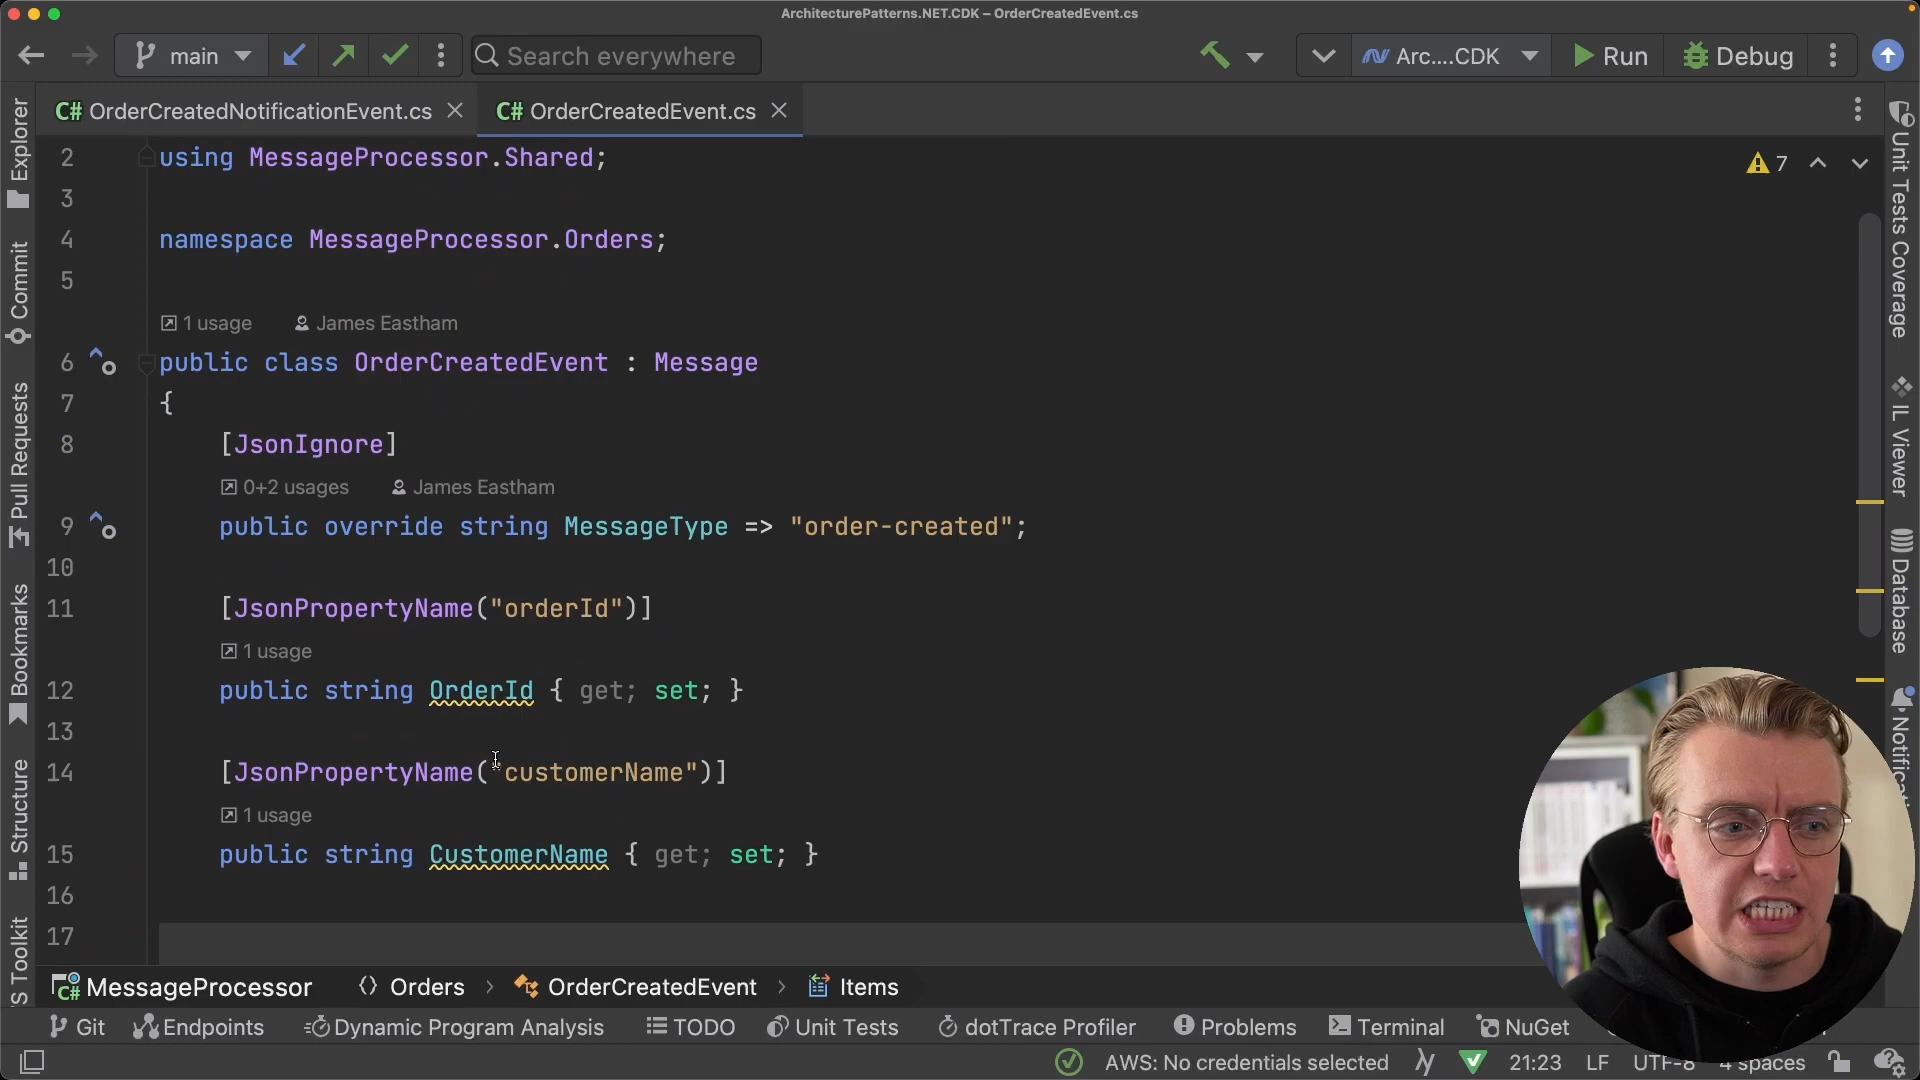 ArchitecturePatterns.NET.CDK – OrderCreatedEvent.cs
main
Search everywhere
Arc....CDK
Run
Debug
C# OrderCreatedNotificationEvent.cs
C# OrderCreatedEvent.cs
Explorer
Commit
Pull Requests
Bookmarks
Structure
S Toolkit
7
2 using MessageProcessor.Shared;
3
4 namespace MessageProcessor.Orders;
5
1 usage James Eastham
6 public class OrderCreatedEvent : Message
7 {
8 [JsonIgnore]
0+2 usages James Eastham
9 public override string MessageType => "order-created";
10
11 [JsonPropertyName("orderId")]
1 usage
12 public string OrderId { get; set; }
13
14 [JsonPropertyName("customerName")]
1 usage
15 public string CustomerName { get; set; }
16
17
Unit Tests Coverage
IL Viewer
Database
C# MessageProcessor
Orders
OrderCreatedEvent
Items
Git
Endpoints
Dynamic Program Analysis
TODO
Unit Tests
dotTrace Profiler
Problems
Terminal
NuGet
AWS: No credentials selected
21:23
LF
UTF-8
4 spaces